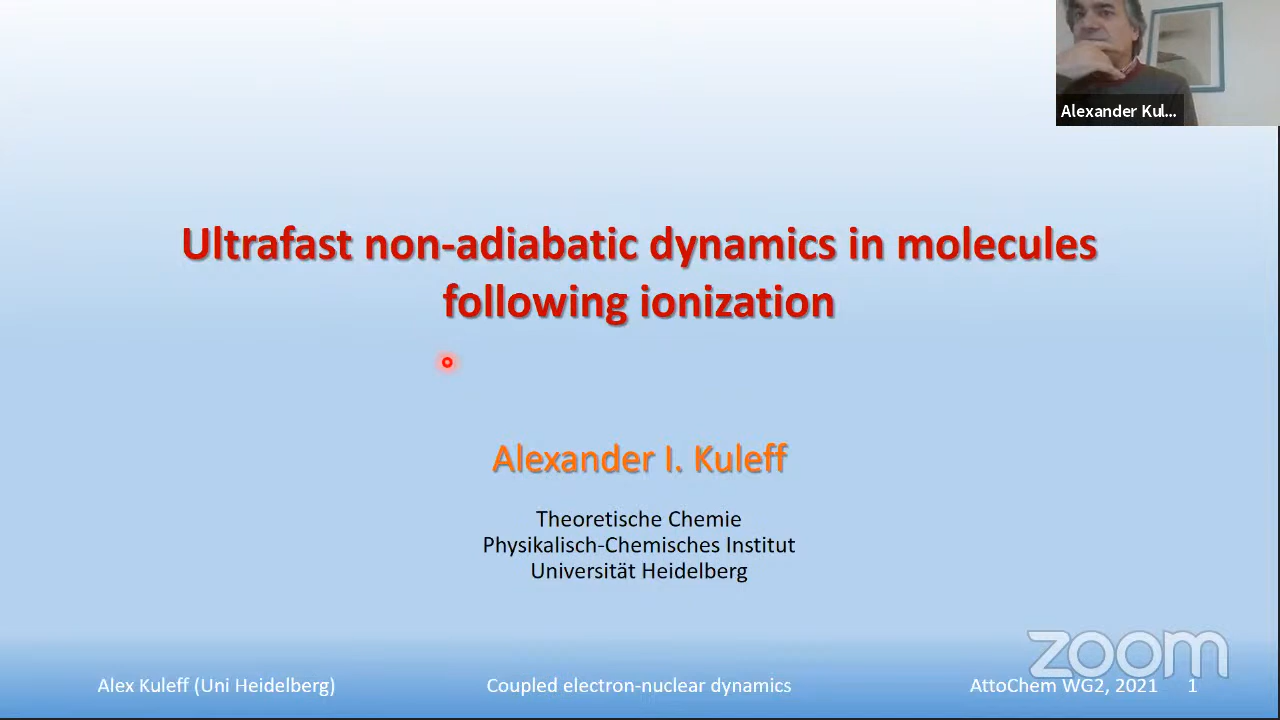 Alexander Kul...
Ultrafast non-adiabatic dynamics in molecules
following ionization
Alexander I. Kuleff
Theoretische Chemie
Physikalisch-Chemisches Institut
Universität Heidelberg
zoom
Alex Kuleff (Uni Heidelberg)
Coupled electron-nuclear dynamics
AttoChem WG2, 2021
1